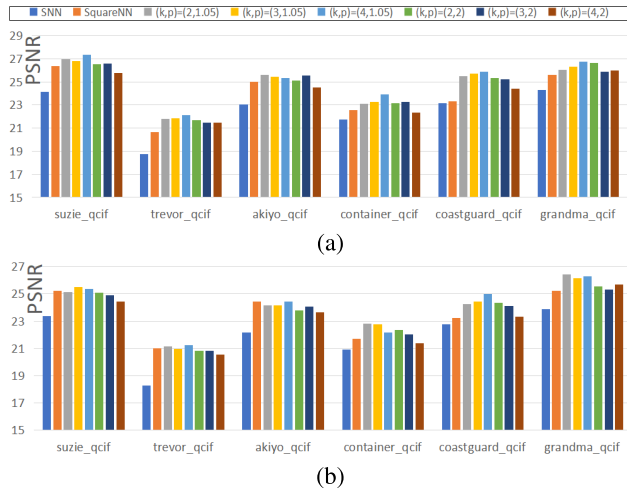 SNN SquareNN (k,p)=(2,1.05) (k,p)=(3,1.05) (k,p)=(4,1.05) (k,p)=(2,2) (k,p)=(3,2) (k,p)=(4,2)
PSNR
29
27
25
23
21
19
17
15
suzie_qcif trevor_qcif akiyo_qcif container_qcif coastguard_qcif grandma_qcif
(a)
PSNR
27
25
23
21
19
17
15
suzie_qcif trevor_qcif akiyo_qcif container_qcif coastguard_qcif grandma_qcif
(b)